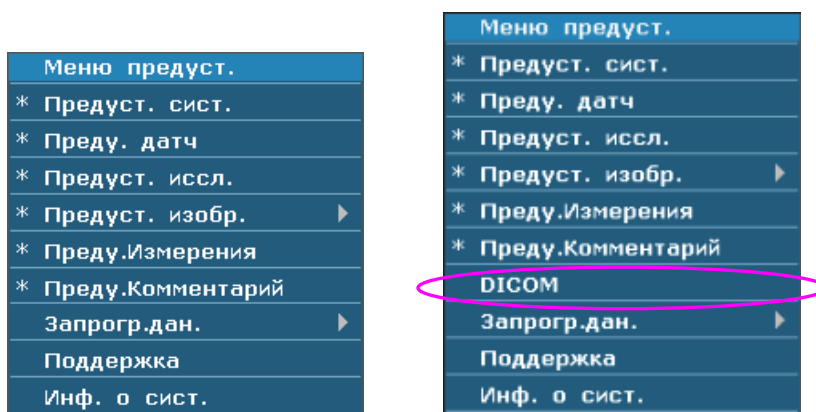 Меню предуст.
* Предуст. сист.
* Преду. датч
* Предуст. иссл.
* Предуст. изобр.
* Преду.Измерения
* Преду.Комментарий
Запрогр.дан.
Поддержка
Инф. о сист.
Меню предуст.
* Предуст. сист.
* Преду. датч
* Предуст. иссл.
* Предуст. изобр.
* Преду.Измерения
* Преду.Комментарий
DICOM
Запрогр.дан.
Поддержка
Инф. о сист.